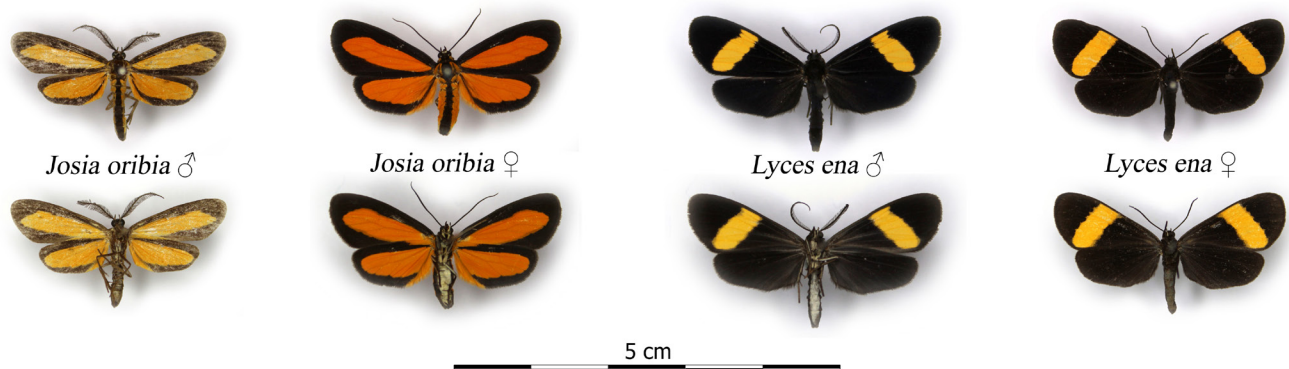 Josia oribia ♂
Josia oribia ♀
Lyces ena ♂
Lyces ena ♀
5 cm